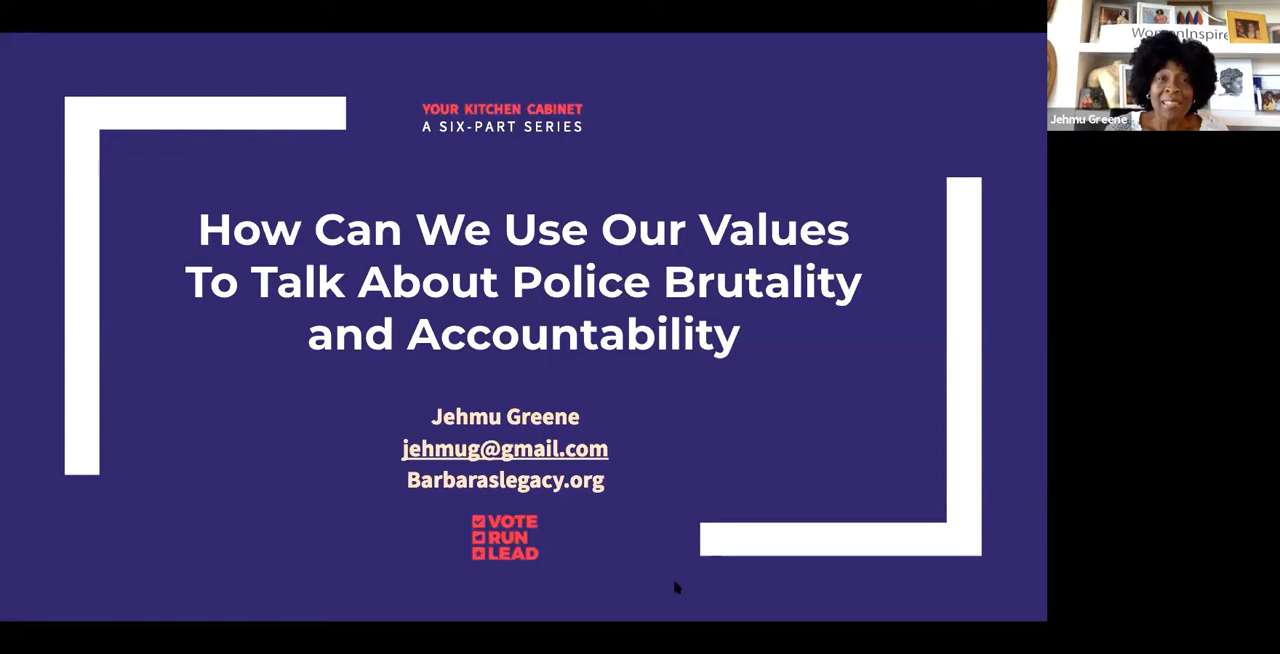 YOUR KITCHEN CABINET
A SIX-PART SERIES
How Can We Use Our Values
To Talk About Police Brutality
and Accountability
Jehmu Greene
jehmug@gmail.com
Barbaraslegacy.org
VOTE
RUN
LEAD
WomenInspire
Jehmu Greene